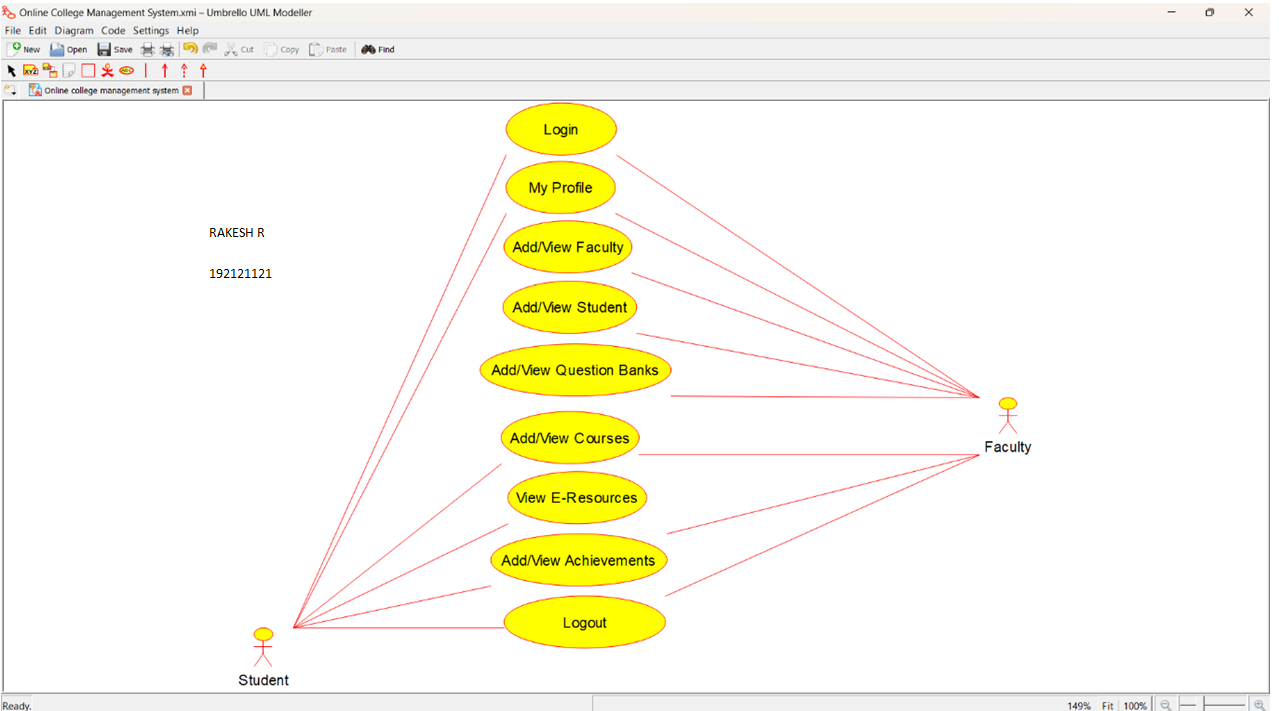 Online College Management System.xmi – Umbrello UML Modeller
File Edit Diagram Code Settings Help
New Open Save Cut Copy Paste Find
XYZ
Online college management system
Login
My Profile
RAKESH R
Add/View Faculty
192121121
Add/View Student
Add/View Question Banks
Add/View Courses
Faculty
View E-Resources
Add/View Achievements
Logout
Student
Ready. 149% Fit 100%